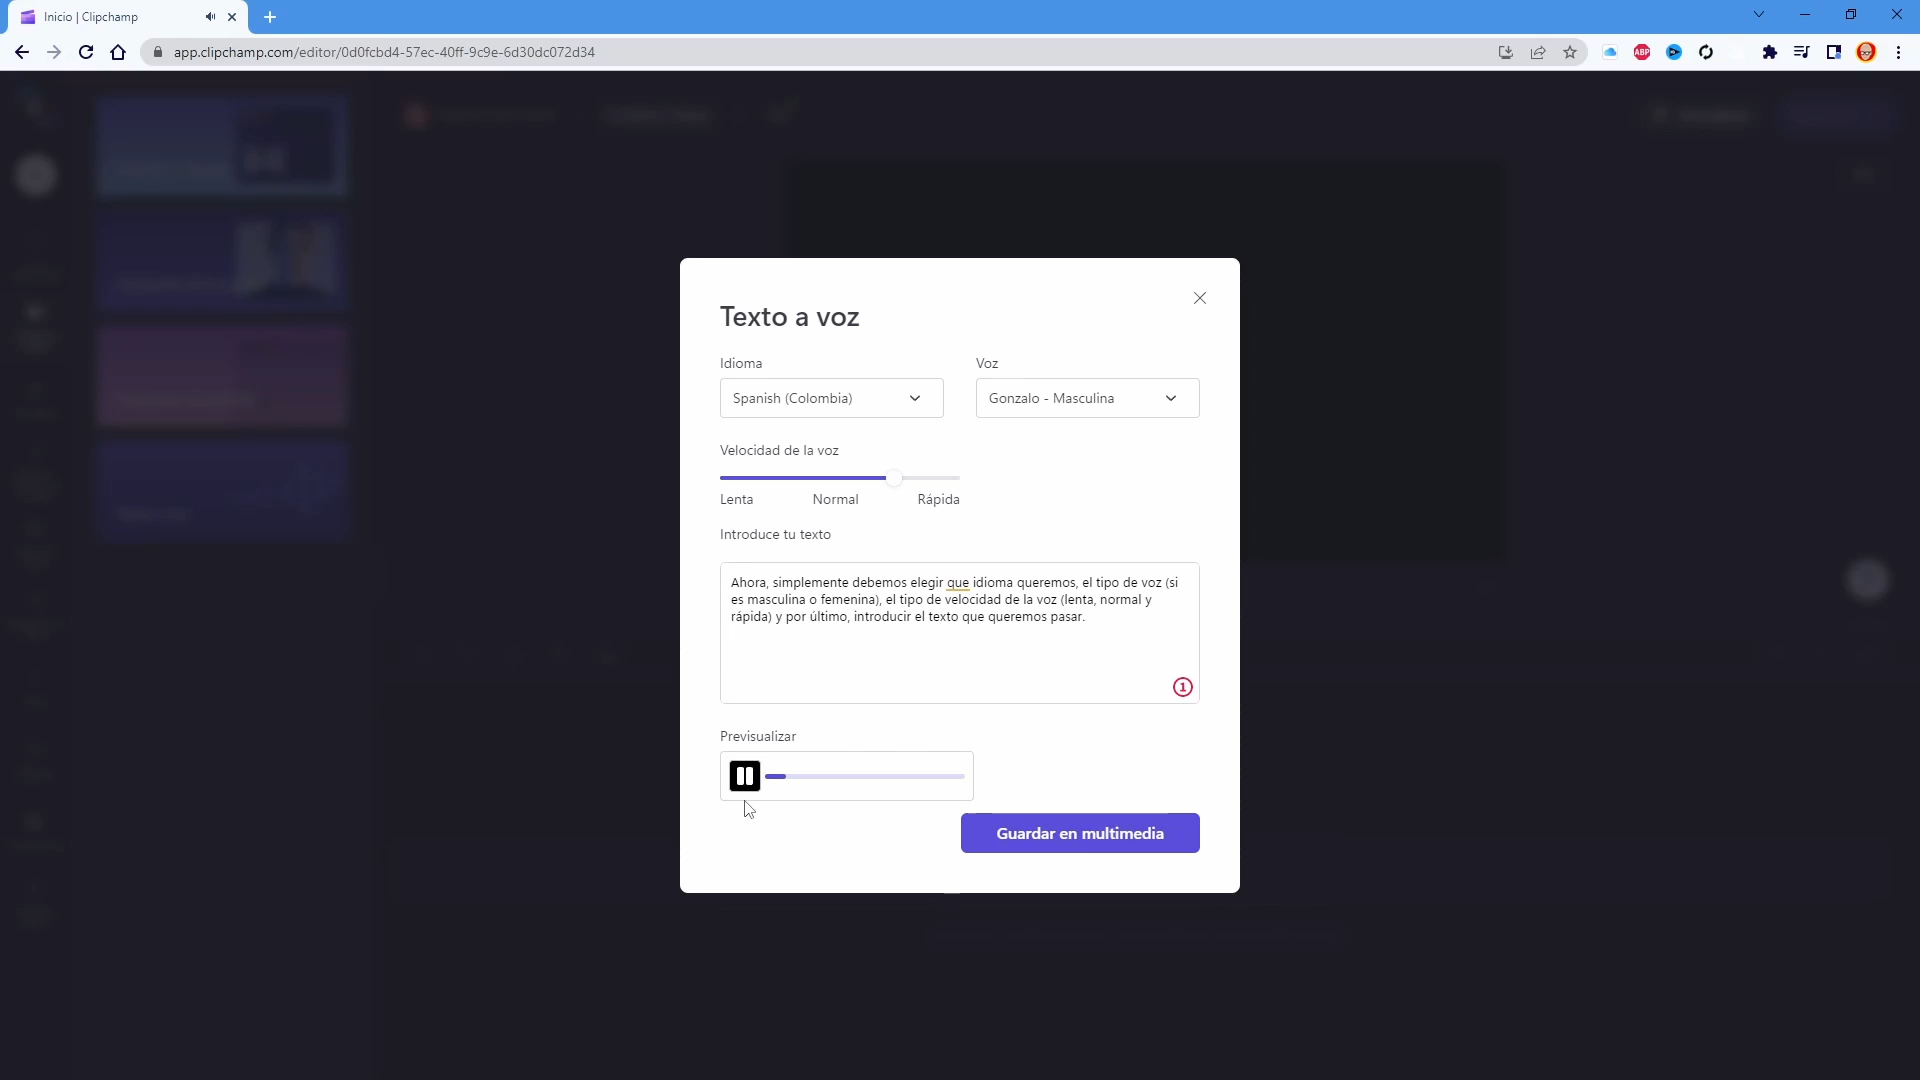 Inicio | Clipchamp
app.clipchamp.com/editor/0d0fcbd4-57ec-40ff-9c9e-6d30dc072d34
ABP
Texto a voz
Idioma
Voz
Spanish (Colombia)
Gonzalo - Masculina
Velocidad de la voz
Lenta
Normal
Rápida
Introduce tu texto
Ahora, simplemente debemos elegir que idioma queremos, el tipo de voz (si
es masculina o femenina), el tipo de velocidad de la voz (lenta, normal y
rápida) y por último, introducir el texto que queremos pasar.
1
Previsualizar
Guardar en multimedia